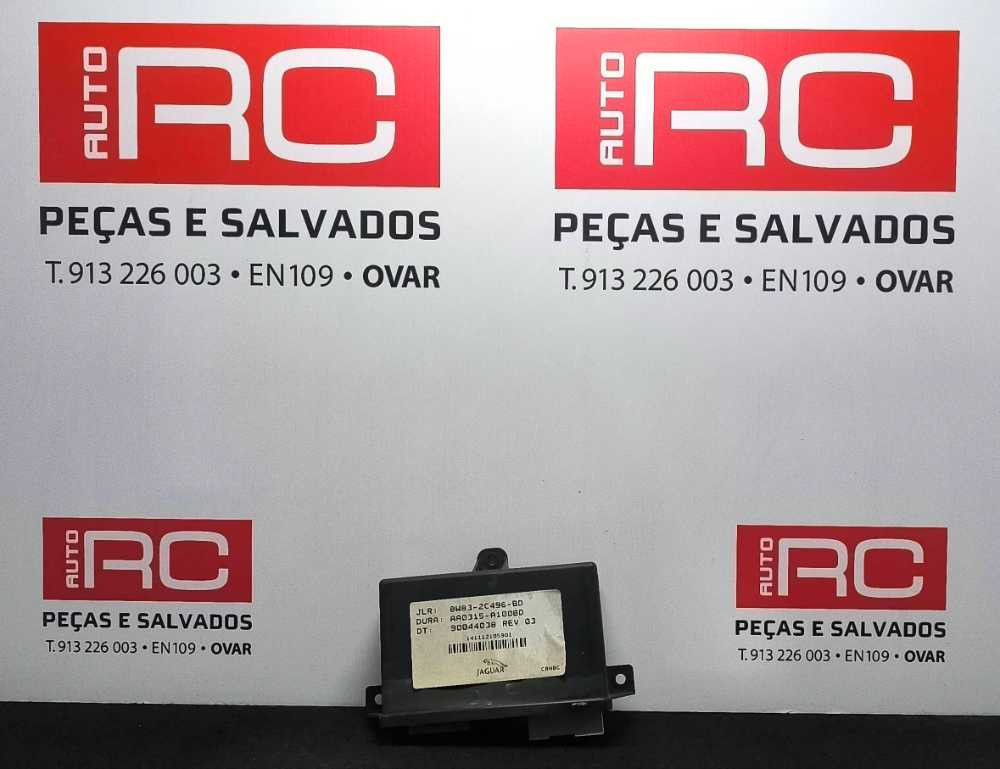 AUTO RC
PEÇAS E SALVADOS
T. 913 226 003 • EN109 • OVAR
AUTO RC
PEÇAS E SALVADOS
T. 913 226 003 • EN109 • OVAR
AUTO RC
PEÇAS E SALVADOS
T. 913 226 003 • EN109 • OVAR
JLR: 8W83-2C496-BD
DURA: AA0315-A1008D
DT: 90044038 REV 03
141112105901
JAGUAR
AUTO RC
PEÇAS E SALVADOS
T. 913 226 003 • EN109 • OVAR